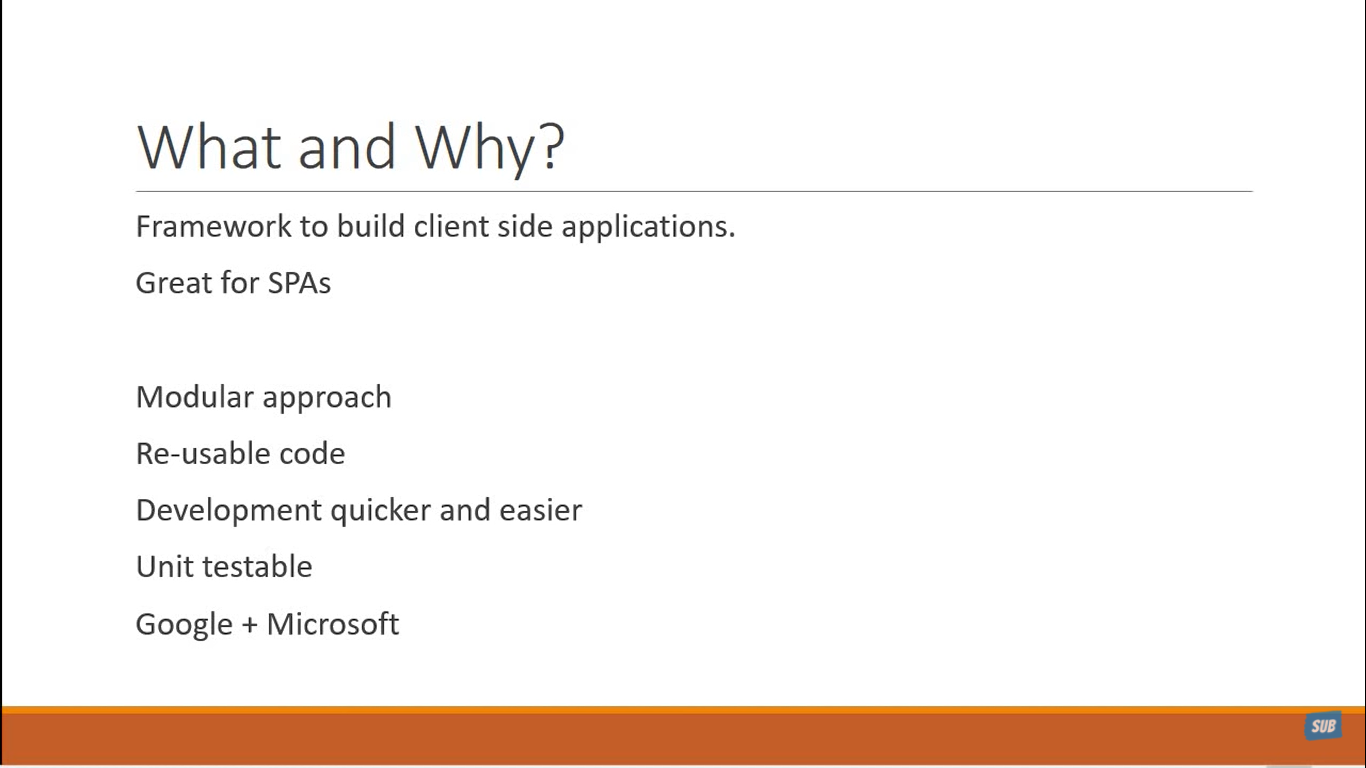 What and Why?
Framework to build client side applications.
Great for SPAs
Modular approach
Re-usable code
Development quicker and easier
Unit testable
Google + Microsoft
SUB